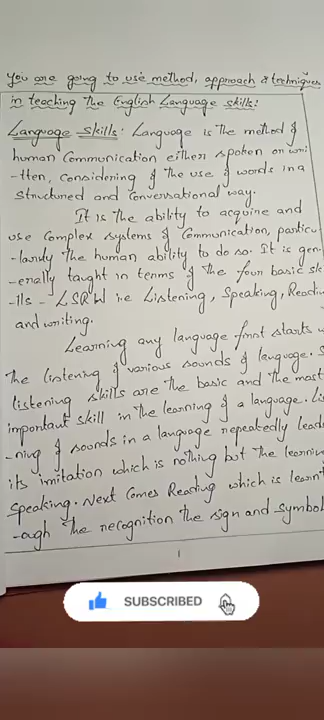 You are going to use method, approach & techniques
in teaching the English Language skills:
Language Skills: Language is the method of
human Communication either spoken or wri
-tten, considering of the use of words in a
Structured and Conversational way.
It is the ability to acquire and
use Complex systems of Communication, particu
-larly the human ability to do so. It is gen
-erally taught in terms of the four basic sk
-ills - LSRW i.e Listening, Speaking, Readin
and writing.
Learning any language first starts w
The listening of various sounds of language. S
listening skills are the basic and the most
important skill in the learning of a language. Lis
-ning of sounds in a language repeatedly leads
its imitation which is nothing but the learnin
Speaking. Next Comes Reading which is learnt
-ough the recognition the sign and symbol
1
SUBSCRIBED